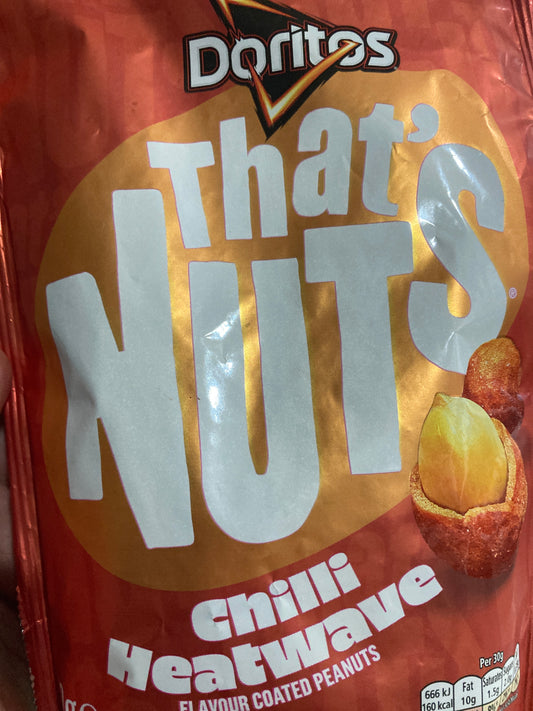 Doritos
That's
NUTS®
Chilli
Heatwave
FLAVOUR COATED PEANUTS
Per 30g
666 kJ
160 kcal
Fat
10g
Saturates
1.5g